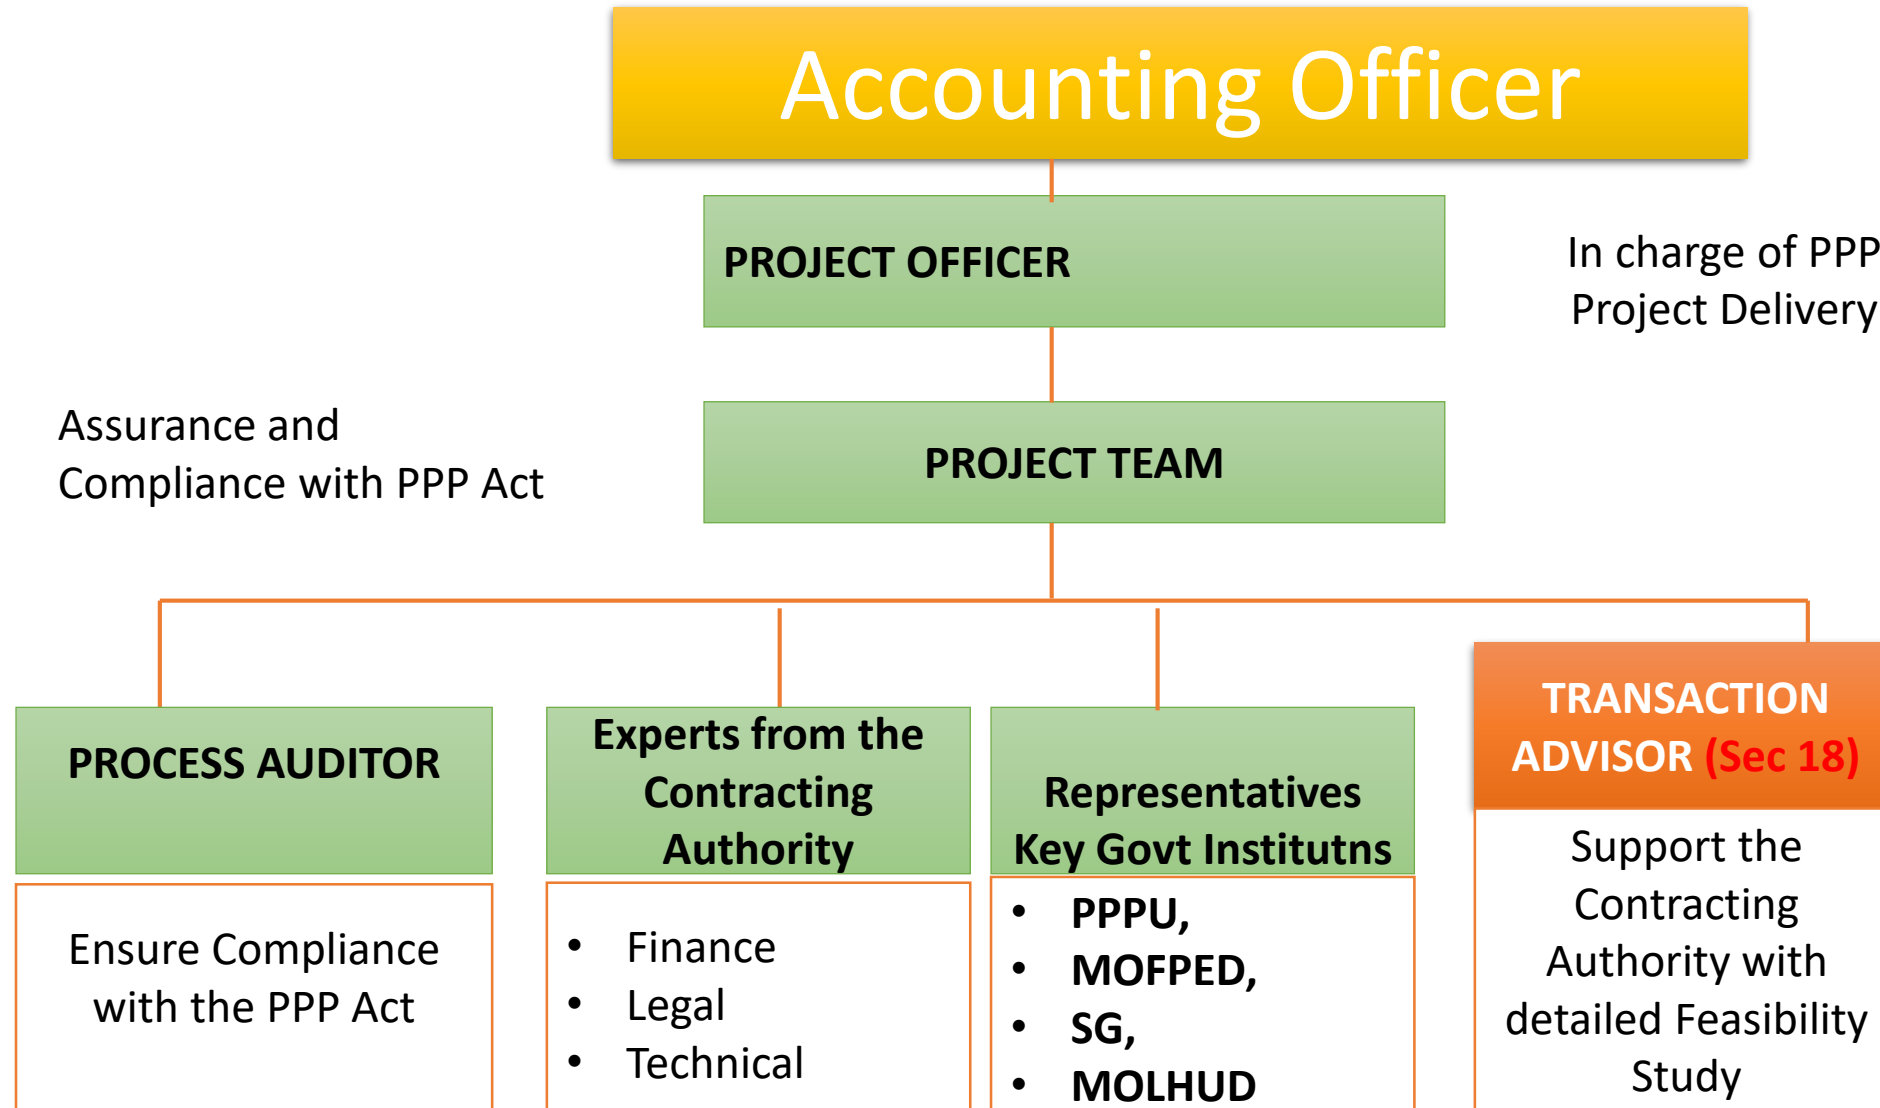 Accounting Officer
PROJECT OFFICER
In charge of PPP
Project Delivery
Assurance and
Compliance with PPP Act
PROJECT TEAM
PROCESS AUDITOR
Ensure Compliance
with the PPP Act
Experts from the
Contracting
Authority
• Finance
• Legal
• Technical
Representatives
Key Govt Institutns
• PPPU,
• MOFPED,
• SG,
• MOLHUD
TRANSACTION
ADVISOR (Sec 18)
Support the
Contracting
Authority with
detailed Feasibility
Study